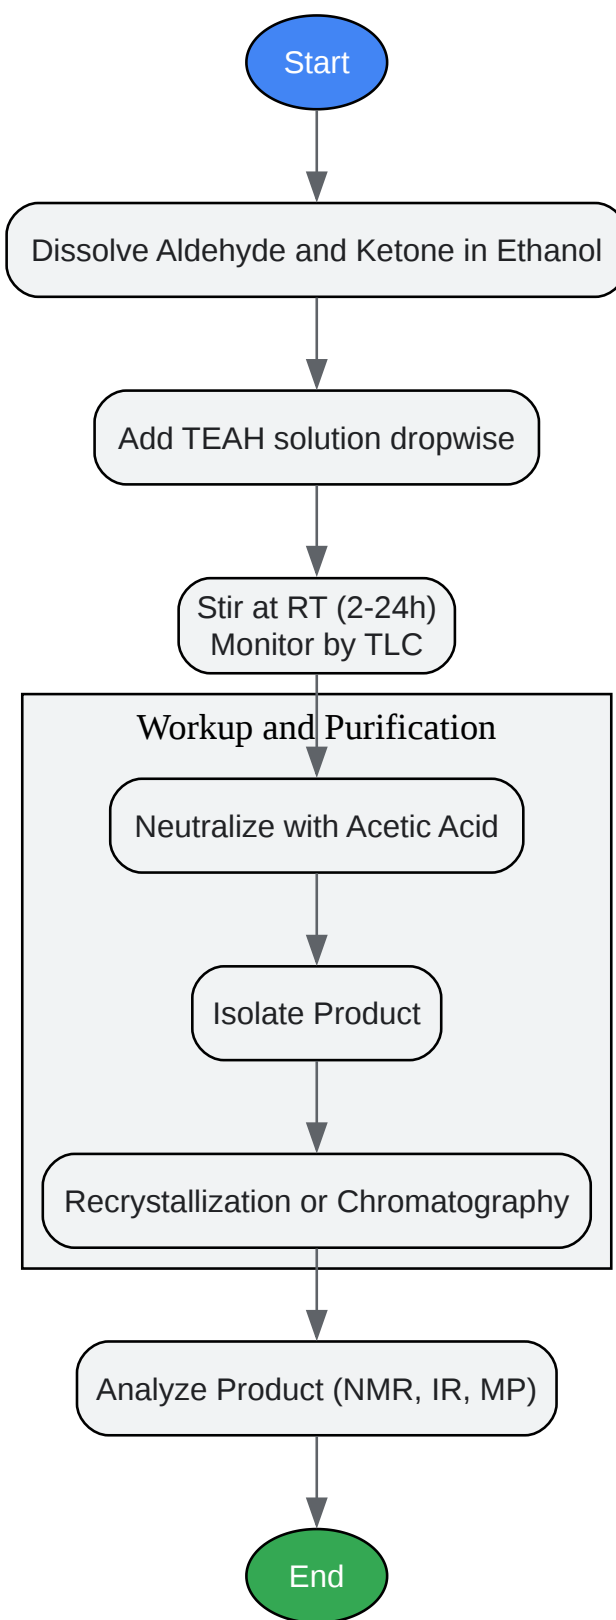 Start
Dissolve Aldehyde and Ketone in Ethanol
Add TEAH solution dropwise
Stir at RT (2-24h)
Monitor by TLC
Workup and Purification
Neutralize with Acetic Acid
Isolate Product
Recrystallization or Chromatography
Analyze Product (NMR, IR, MP)
End